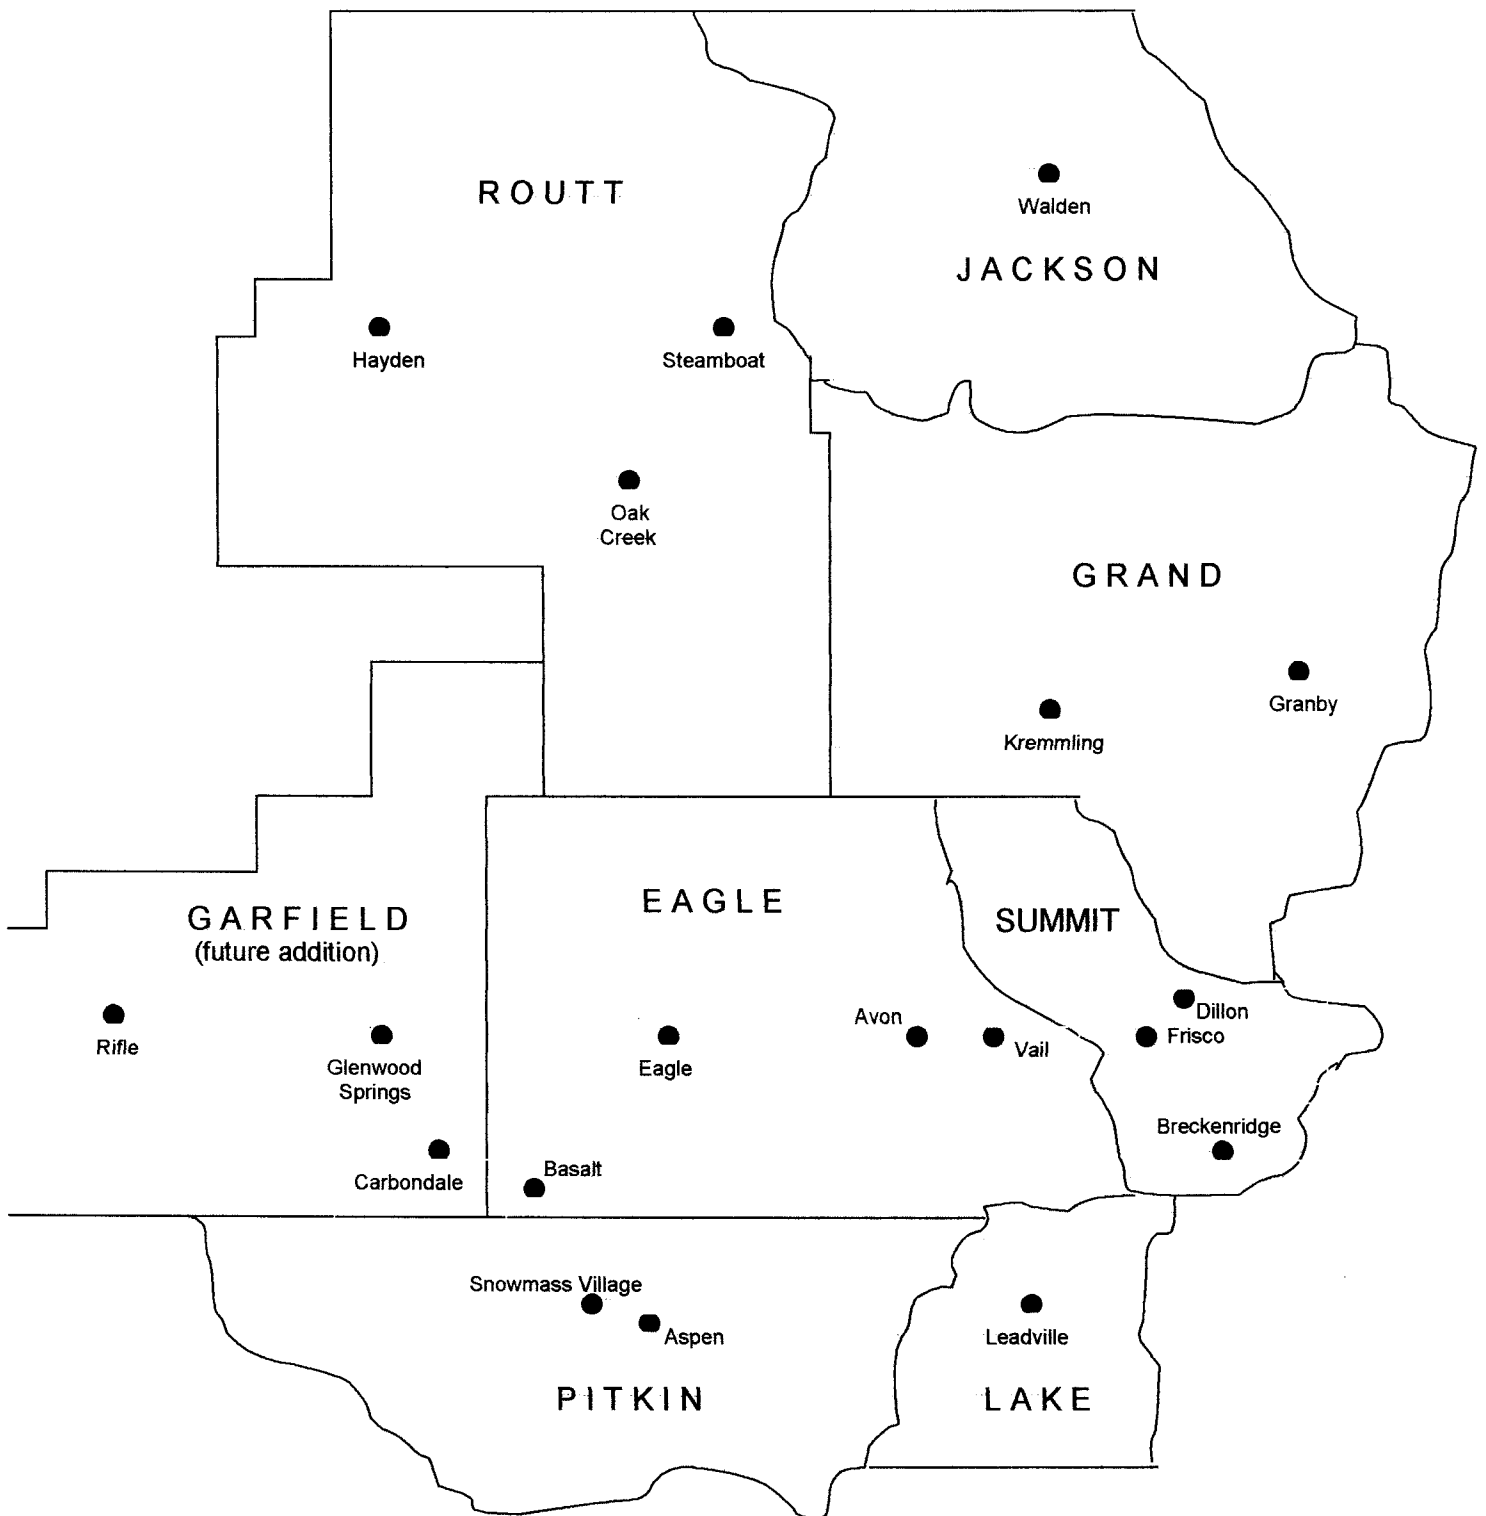 ROUTT
Walden
JACKSON
Hayden
Steamboat
Oak
Creek
GRAND
Granby
Kremmling
EAGLE
GARFIELD
(future addition)
SUMMIT
Dillon
Avon
Frisco
Rifle
Vail
Glenwood
Springs
Eagle
Breckenridge
Basalt
Carbondale
Snowmass Village
Aspen
Leadville
PITKIN
LAKE